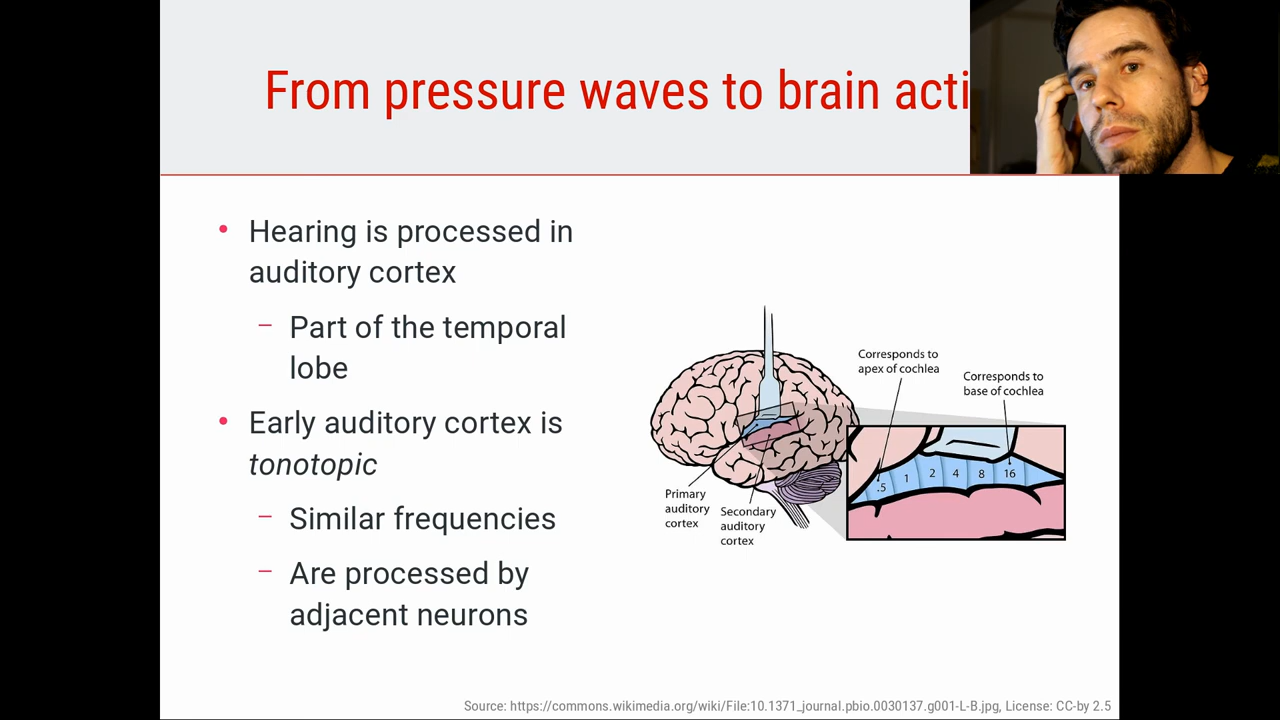 From pressure waves to brain acti
• Hearing is processed in
auditory cortex
– Part of the temporal
lobe
• Early auditory cortex is
tonotopic
– Similar frequencies
– Are processed by
adjacent neurons
Corresponds to
apex of cochlea
Corresponds to
base of cochlea
.5 1 2 4 8 16
Primary
auditory
cortex
Secondary
auditory
cortex
Source: https://commons.wikimedia.org/wiki/File:10.1371_journal.pbio.0030137.g001-L-B.jpg, License: CC-by 2.5